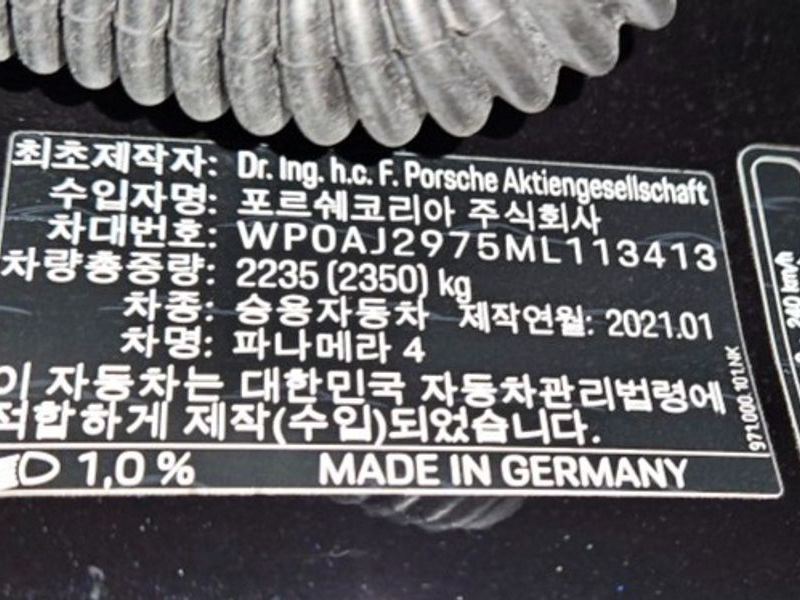 최초제작자: Dr. Ing. h.c. F. Porsche Aktiengesellschaft
수입자명: 포르쉐코리아 주식회사
차대번호: WP0AJ2975ML113413
차량총중량: 2235 (2350) kg
차종: 승용자동차 제작연월: 2021.01
차명: 파나메라 4
이 자동차는 대한민국 자동차관리법령에
적합하게 제작(수입)되었습니다.
1,0 % MADE IN GERMANY
971.000.101.NK
240 km/h